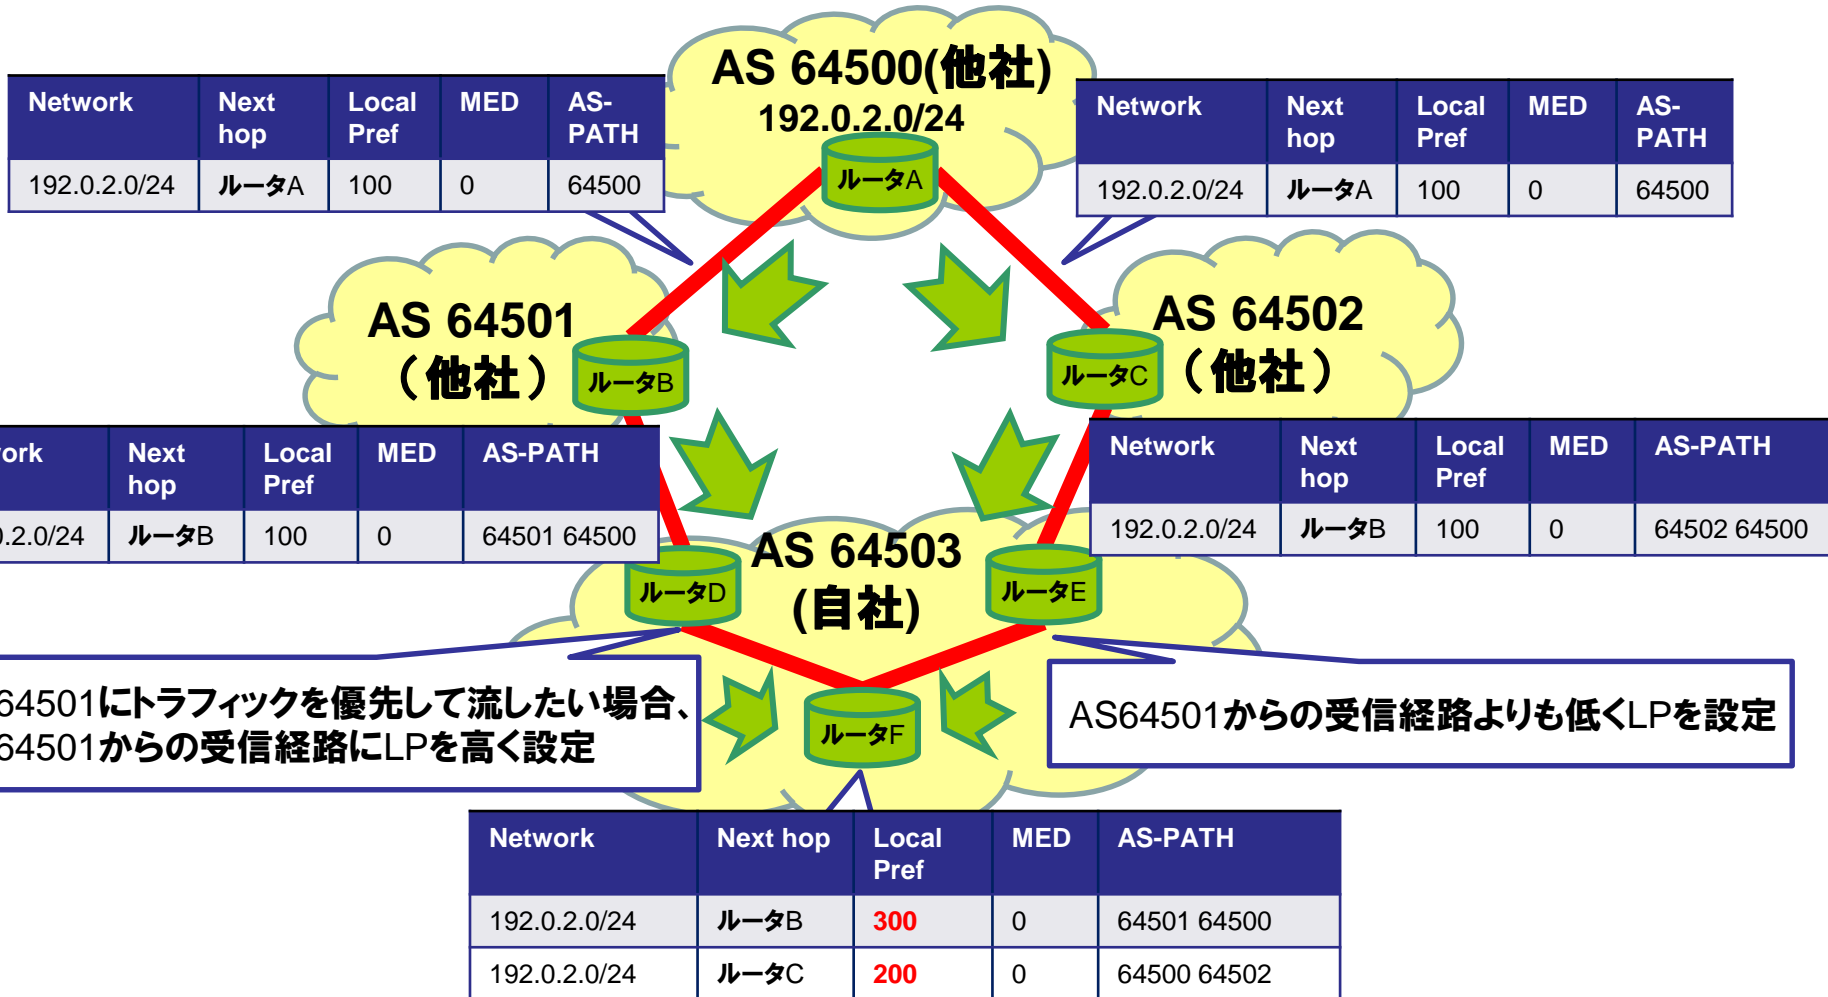 AS 64500(他社)
192.0.2.0/24
ルータA
Network Next hop Local Pref MED AS-PATH
192.0.2.0/24 ルータA 100 0 64500
Network Next hop Local Pref MED AS-PATH
192.0.2.0/24 ルータA 100 0 64500
AS 64501
（他社）
ルータB
AS 64502
（他社）
ルータC
ork Next hop Local Pref MED AS-PATH
.2.0/24 ルータB 100 0 64501 64500
Network Next hop Local Pref MED AS-PATH
192.0.2.0/24 ルータB 100 0 64502 64500
AS 64503
(自社)
ルータD
ルータE
64501にトラフィックを優先して流したい場合、
64501からの受信経路にLPを高く設定
AS64501からの受信経路よりも低くLPを設定
ルータF
Network Next hop Local Pref MED AS-PATH
192.0.2.0/24 ルータB 300 0 64501 64500
192.0.2.0/24 ルータC 200 0 64500 64502